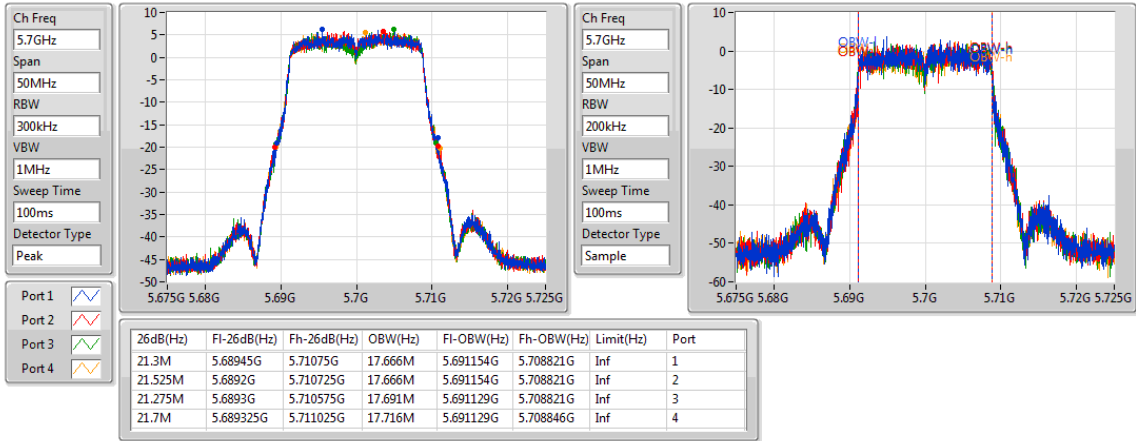 Ch Freq
5.7GHz
Span
50MHz
RBW
300kHz
VBW
1MHz
Sweep Time
100ms
Detector Type
Peak
10
5
0
-5
-10
-15
-20
-25
-30
-35
-40
-45
-50
5.675G 5.68G 5.69G 5.7G 5.71G 5.72G 5.725G
Ch Freq
5.7GHz
Span
50MHz
RBW
200kHz
VBW
1MHz
Sweep Time
100ms
Detector Type
Sample
10
0
-10
-20
-30
-40
-50
-60
OBW-h
5.675G 5.68G 5.69G 5.7G 5.71G 5.72G 5.725G
Port 1
Port 2
Port 3
Port 4
26dB(Hz) Fl-26dB(Hz) Fh-26dB(Hz) OBW(Hz) Fl-OBW(Hz) Fh-OBW(Hz) Limit(Hz) Port
21.3M 5.68945G 5.71075G 17.666M 5.691154G 5.708821G Inf 1
21.525M 5.6892G 5.710725G 17.666M 5.691154G 5.708821G Inf 2
21.275M 5.6893G 5.710575G 17.691M 5.691129G 5.708821G Inf 3
21.7M 5.689325G 5.711025G 17.716M 5.691129G 5.708846G Inf 4